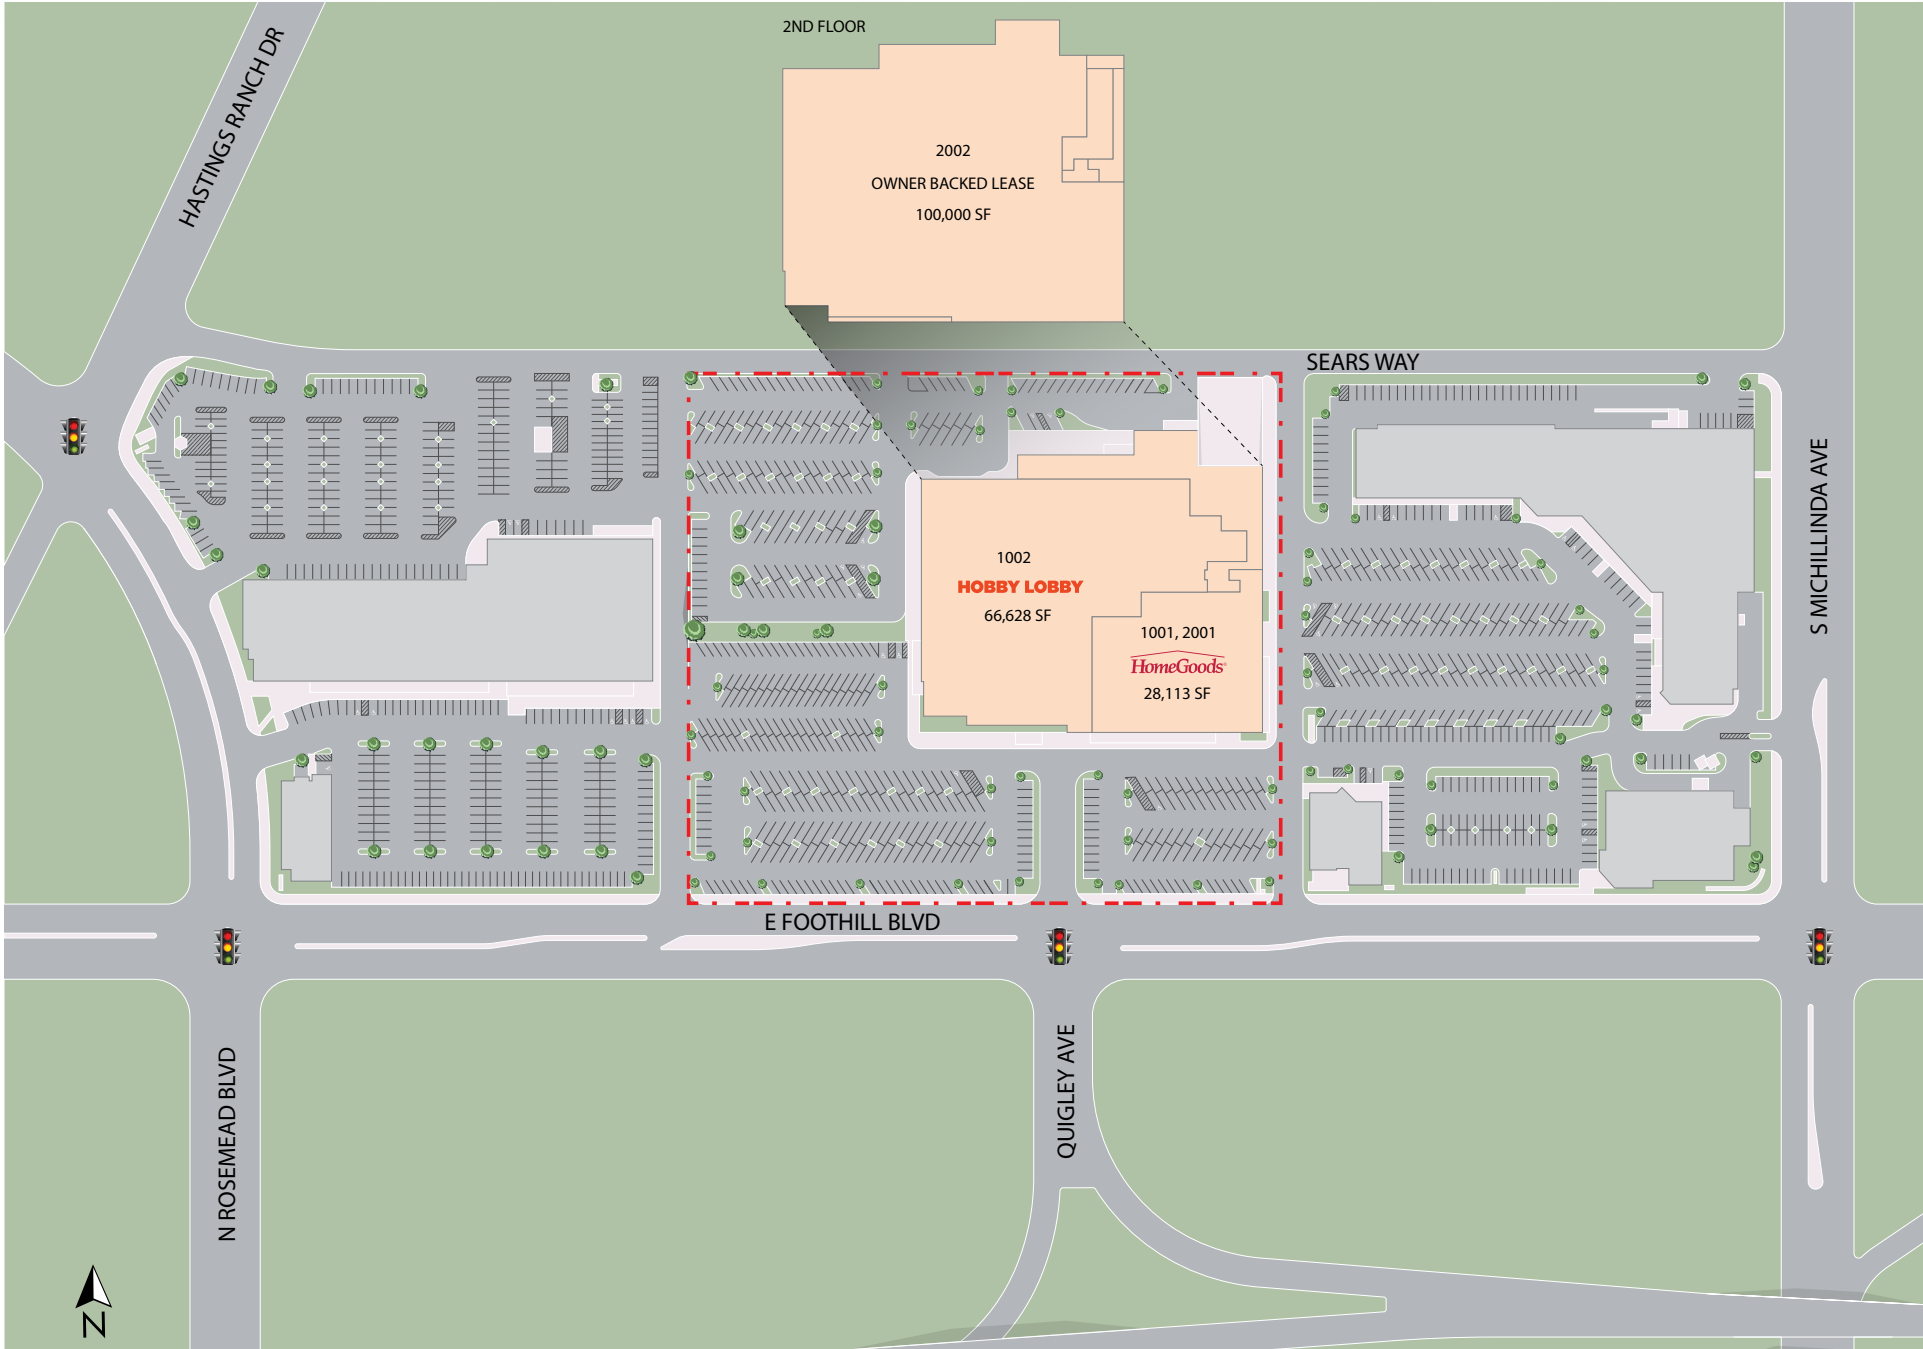 2ND FLOOR
HASTINGS RANCH DR
2002
OWNER BACKED LEASE
100,000 SF
SEARS WAY
S MICHILLINDA AVE
1002
HOBBY LOBBY
66,628 SF
1001, 2001
HomeGoods
28,113 SF
E FOOTHILL BLVD
N ROSEMEAD BLVD
QUIGLEY AVE
N